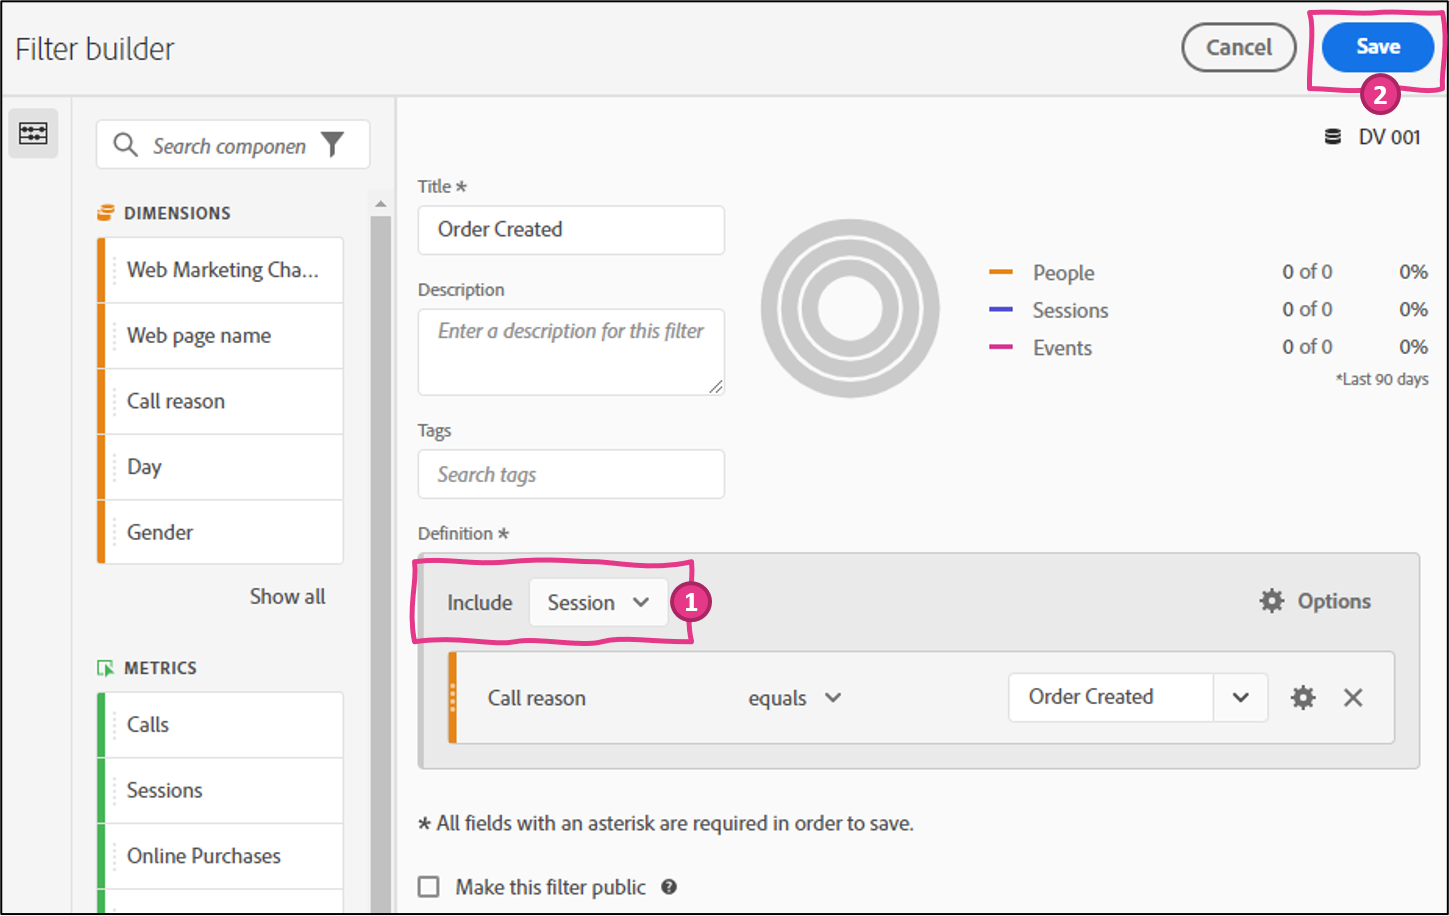 Filter builder
Cancel
Save
2
DV 001
Search componen
DIMENSIONS
Web Marketing Cha...
Web page name
Call reason
Day
Gender
Show all
METRICS
Calls
Sessions
Online Purchases
Title *
Order Created
Description
Enter a description for this filter
Tags
Search tags
People 0 of 0 0%
Sessions 0 of 0 0%
Events 0 of 0 0%
*Last 90 days
Definition *
Include Session
1
Options
Call reason equals Order Created
* All fields with an asterisk are required in order to save.
Make this filter public ?